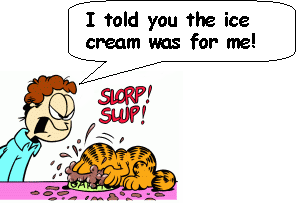 I told you the ice
cream was for me!
SLORP!
SLUP!